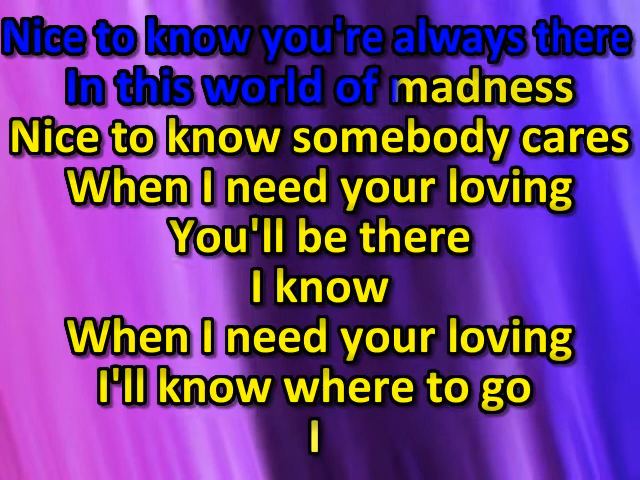 Nice to know you're always there
In this world of madness
Nice to know somebody cares
When I need your loving
You'll be there
I know
When I need your loving
I'll know where to go
I